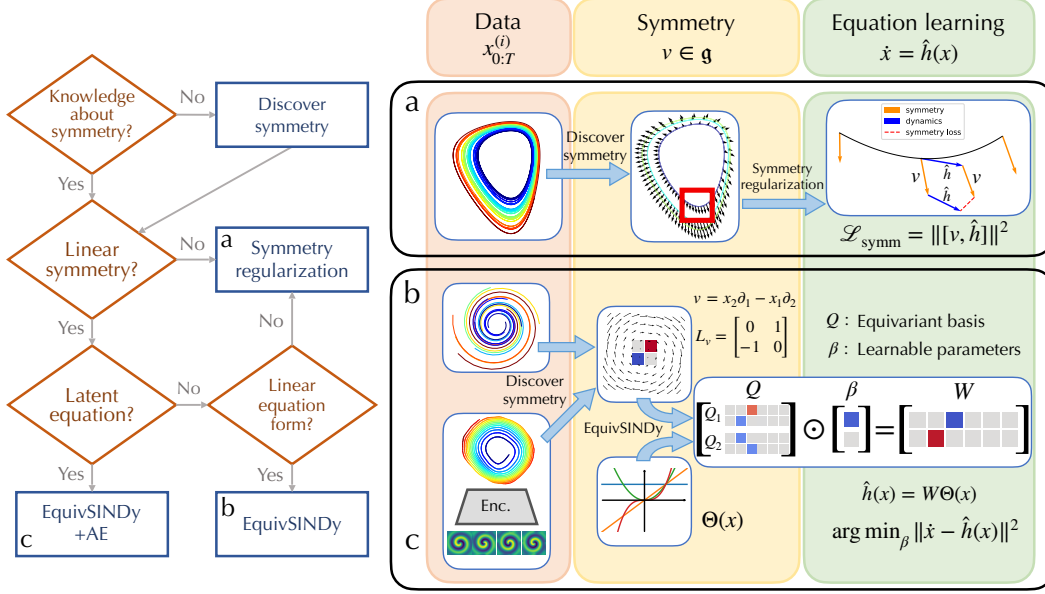 Knowledge
about
symmetry?
No
Discover
symmetry
Yes
Linear
symmetry?
No
a
Symmetry
regularization
Yes
No
Latent
equation?
No
Linear
equation
form?
Yes
Yes
EquivSINDy
+AE
c
b
EquivSINDy
Data
x_{0:T}^{(i)}
Symmetry
v ∈ 𝔤
Equation learning
ẋ = ĥ(x)
a
Discover
symmetry
Symmetry
regularization
symmetry
dynamics
symmetry loss
v
ĥ
v
ĥ
ℒ_symm = ‖[v, ĥ]‖²
b
Discover
symmetry
v = x₂∂₁ − x₁∂₂
L_v = [0 1
−1 0]
Q : Equivariant basis
β : Learnable parameters
EquivSINDy
Q β W
Q₁
Q₂
⊙ =
Enc.
Θ(x)
ĥ(x) = WΘ(x)
arg min_β ‖ẋ − ĥ(x)‖²
c